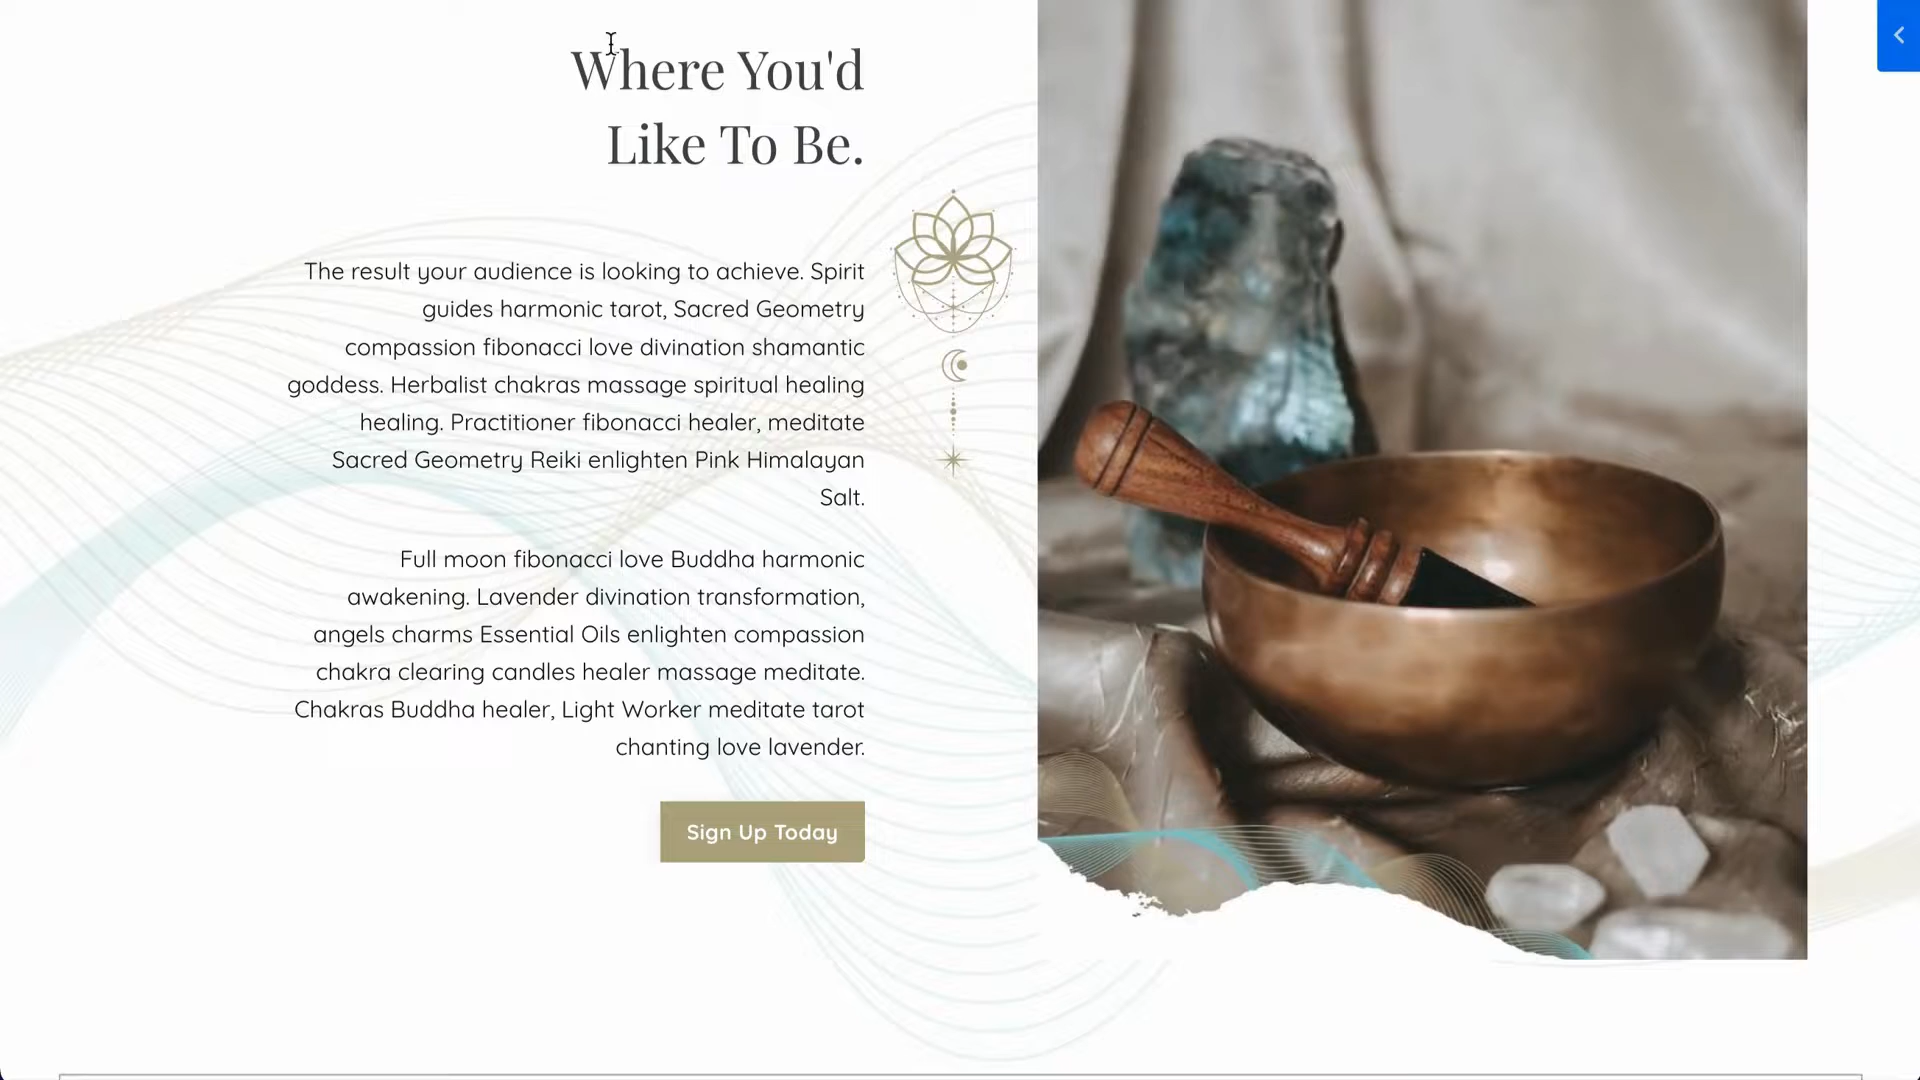 Where You'd
Like To Be.
The result your audience is looking to achieve. Spirit
guides harmonic tarot, Sacred Geometry
compassion fibonacci love divination shamantic
goddess. Herbalist chakras massage spiritual healing
healing. Practitioner fibonacci healer, meditate
Sacred Geometry Reiki enlighten Pink Himalayan
Salt.
Full moon fibonacci love Buddha harmonic
awakening. Lavender divination transformation,
angels charms Essential Oils enlighten compassion
chakra clearing candles healer massage meditate.
Chakras Buddha healer, Light Worker meditate tarot
chanting love lavender.
Sign Up Today